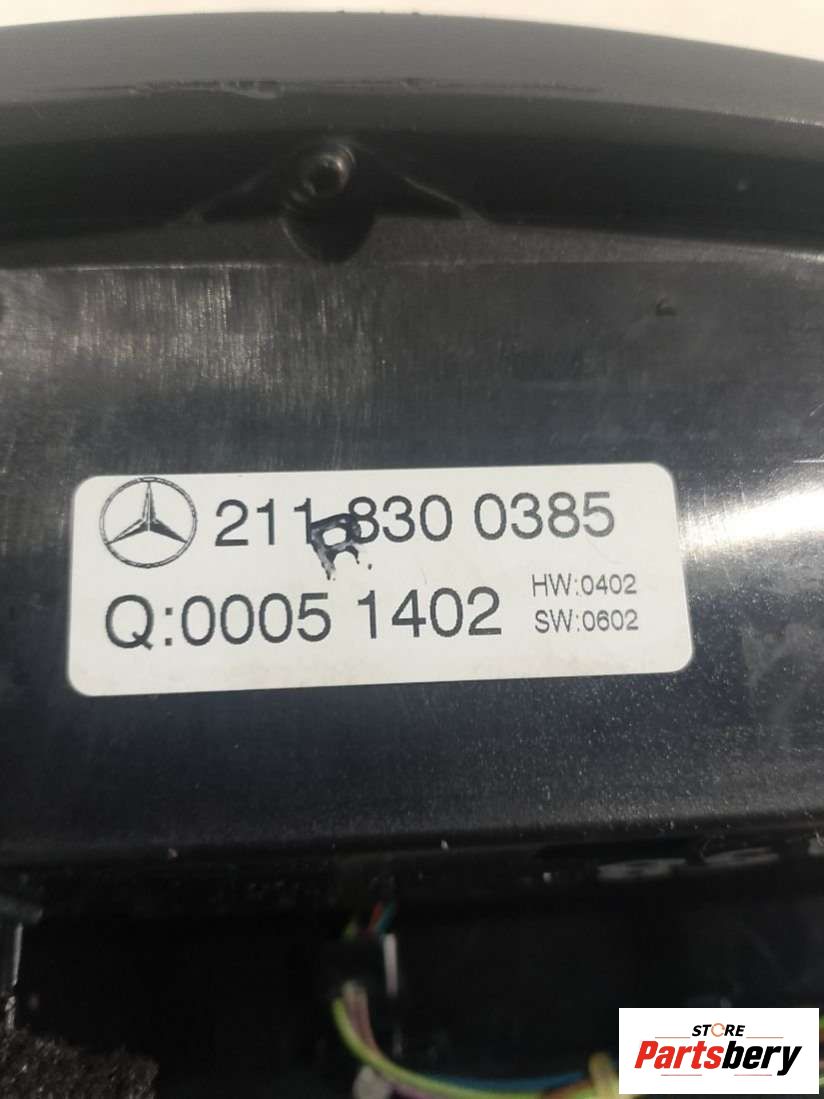 211 830 0385
Q:0005 1402
HW:0402
SW:0602
STORE
Partsbery